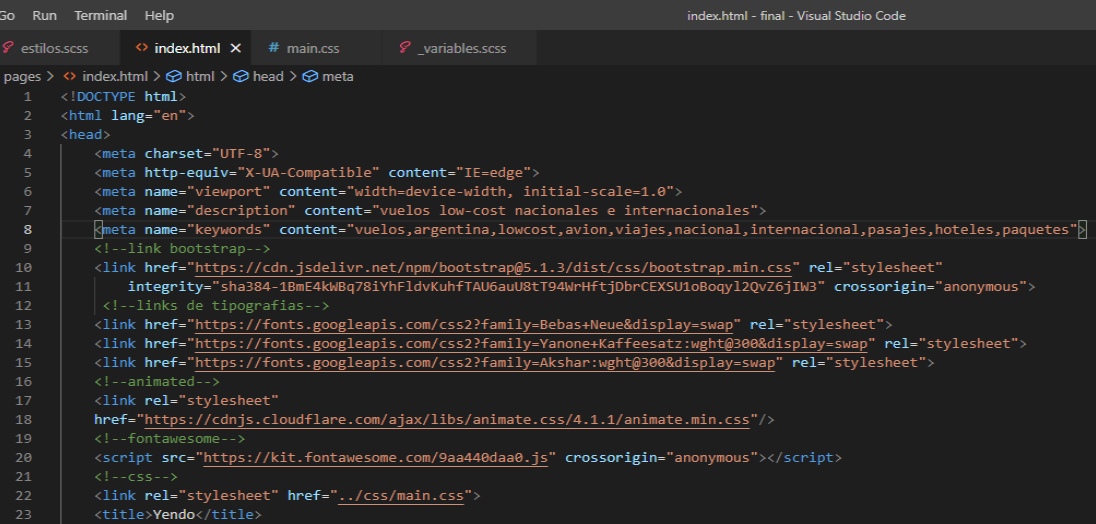 Go Run Terminal Help index.html - final - Visual Studio Code
estilos.scss index.html main.css _variables.scss
pages > index.html > html > head > meta
1 <!DOCTYPE html>
2 <html lang="en">
3 <head>
4 <meta charset="UTF-8">
5 <meta http-equiv="X-UA-Compatible" content="IE=edge">
6 <meta name="viewport" content="width=device-width, initial-scale=1.0">
7 <meta name="description" content="vuelos low-cost nacionales e internacionales">
8 <meta name="keywords" content="vuelos,argentina,lowcost,avion,viajes,nacional,internacional,pasajes,hoteles,paquetes">
9 <!--link bootstrap-->
10 <link href="https://cdn.jsdelivr.net/npm/bootstrap@5.1.3/dist/css/bootstrap.min.css" rel="stylesheet"
11 integrity="sha384-1BmE4kWBq78iYhFldvKuhfTAU6auU8tT94WrHftjDbrCEXSU1oBoqyl2QvZ6jIW3" crossorigin="anonymous">
12 <!--links de tipografias-->
13 <link href="https://fonts.googleapis.com/css2?family=Bebas+Neue&display=swap" rel="stylesheet">
14 <link href="https://fonts.googleapis.com/css2?family=Yanone+Kaffeesatz:wght@300&display=swap" rel="stylesheet">
15 <link href="https://fonts.googleapis.com/css2?family=Akshar:wght@300&display=swap" rel="stylesheet">
16 <!--animated-->
17 <link rel="stylesheet"
18 href="https://cdnjs.cloudflare.com/ajax/libs/animate.css/4.1.1/animate.min.css"/>
19 <!--fontawesome-->
20 <script src="https://kit.fontawesome.com/9aa440daa0.js" crossorigin="anonymous"></script>
21 <!--css-->
22 <link rel="stylesheet" href="../css/main.css">
23 <title>Yendo</title>